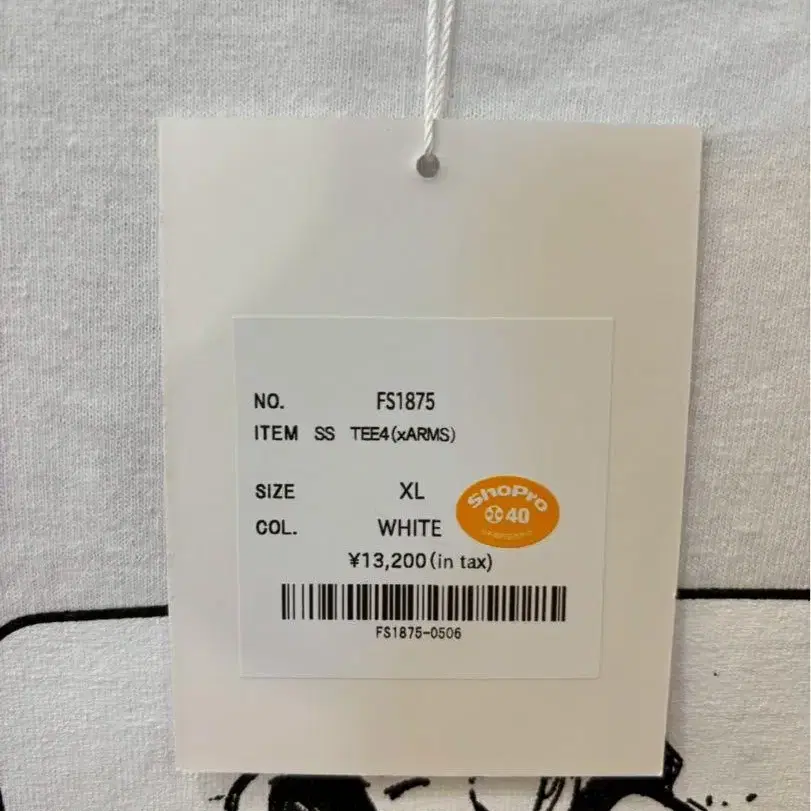 NO. FS1875
ITEM SS TEE4(xARMS)
SIZE XL
ShoPro
40
COL. WHITE
¥13,200(in tax)
FS1875-0506